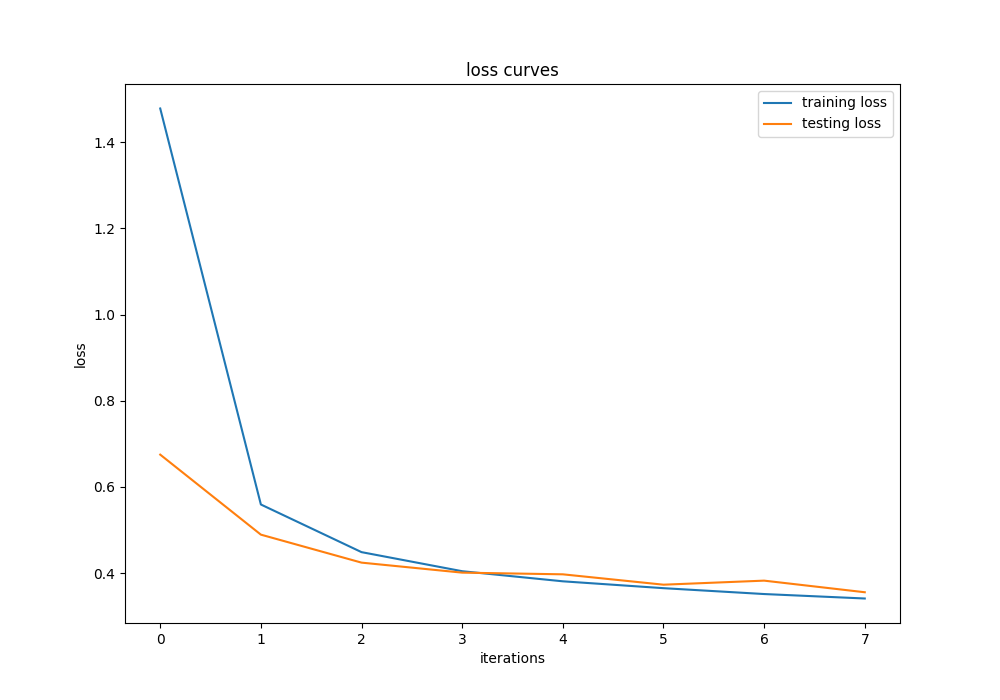 loss curves
training loss
testing loss
1.4
1.2
1.0
0.8
0.6
0.4
loss
0 1 2 3 4 5 6 7
iterations